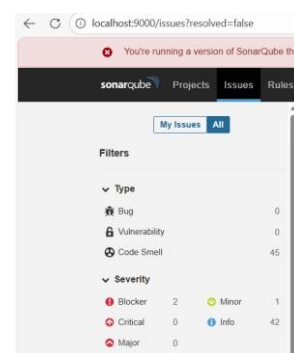 localhost:9000/issues?resolved=false
You're running a version of SonarQube th
sonarqube Projects Issues Rules
My Issues All
Filters
Type
Bug 0
Vulnerability 0
Code Smell 45
Severity
Blocker 2 Minor 1
Critical 0 Info 42
Major 0